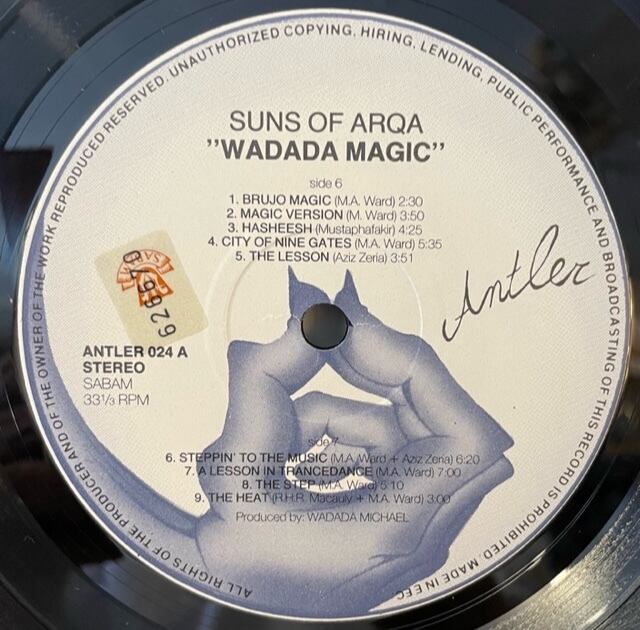 ALL RIGHTS OF THE PRODUCER AND OF THE OWNER OF THE WORK REPRODUCED RESERVED. UNAUTHORIZED COPYING, HIRING, LENDING, PUBLIC PERFORMANCE AND BROADCASTING OF THIS RECORD IS PROHIBITED. MADE IN EEC
SUNS OF ARQA
"WADADA MAGIC"
side 6
1. BRUJO MAGIC (M.A. Ward) 2:30
2. MAGIC VERSION (M. Ward) 3:50
3. HASHEESH (Mustaphafakir) 4:25
4. CITY OF NINE GATES (M.A. Ward) 5:35
5. THE LESSON (Aziz Zeria) 3:51
Antler
ANTLER 024 A
STEREO
SABAM
33⅓ RPM
side 7
6. STEPPIN' TO THE MUSIC (M.A. Ward + Aziz Zeria) 6:20
7. A LESSON IN TRANCEDANCE (M.A. Ward) 7:00
8. THE STEP (M.A. Ward) 5:10
9. THE HEAT (R.H.R. Macauly + M.A. Ward) 3:00
Produced by: WADADA MICHAEL